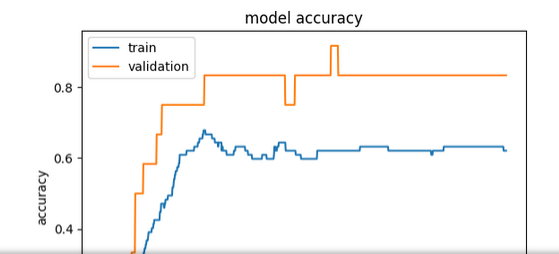 model accuracy
train
validation
0.8
0.6
accuracy
0.4